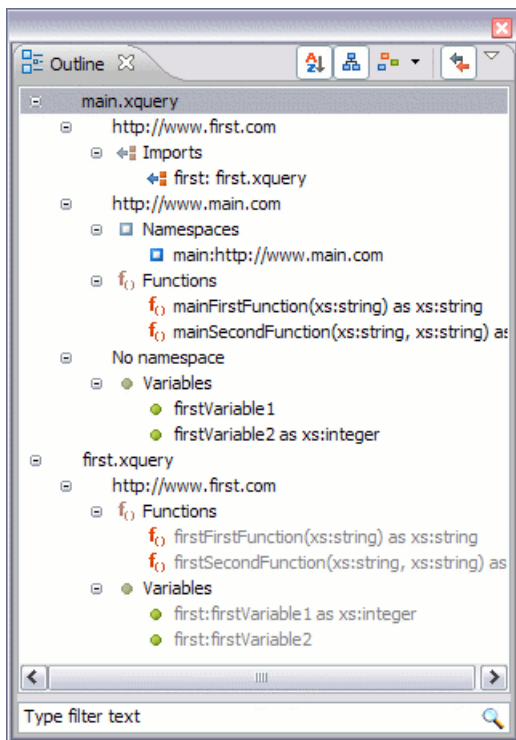 Outline
main.xquery
http://www.first.com
Imports
first: first.xquery
http://www.main.com
Namespaces
main:http://www.main.com
f() Functions
f() mainFirstFunction(xs:string) as xs:string
f() mainSecondFunction(xs:string, xs:string) as
No namespace
Variables
firstVariable1
firstVariable2 as xs:integer
first.xquery
http://www.first.com
f() Functions
f() firstFirstFunction(xs:string) as xs:string
f() firstSecondFunction(xs:string, xs:string) as
Variables
first:firstVariable1 as xs:integer
first:firstVariable2
Type filter text